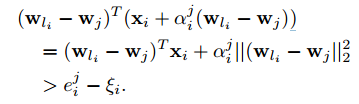 (w_{l_i} − w_j)^T(x_i + α_i^j(w_{l_i} − w_j))
= (w_{l_i} − w_j)^T x_i + α_i^j||(w_{l_i} − w_j||_2^2
> e_i^j − ξ_i.